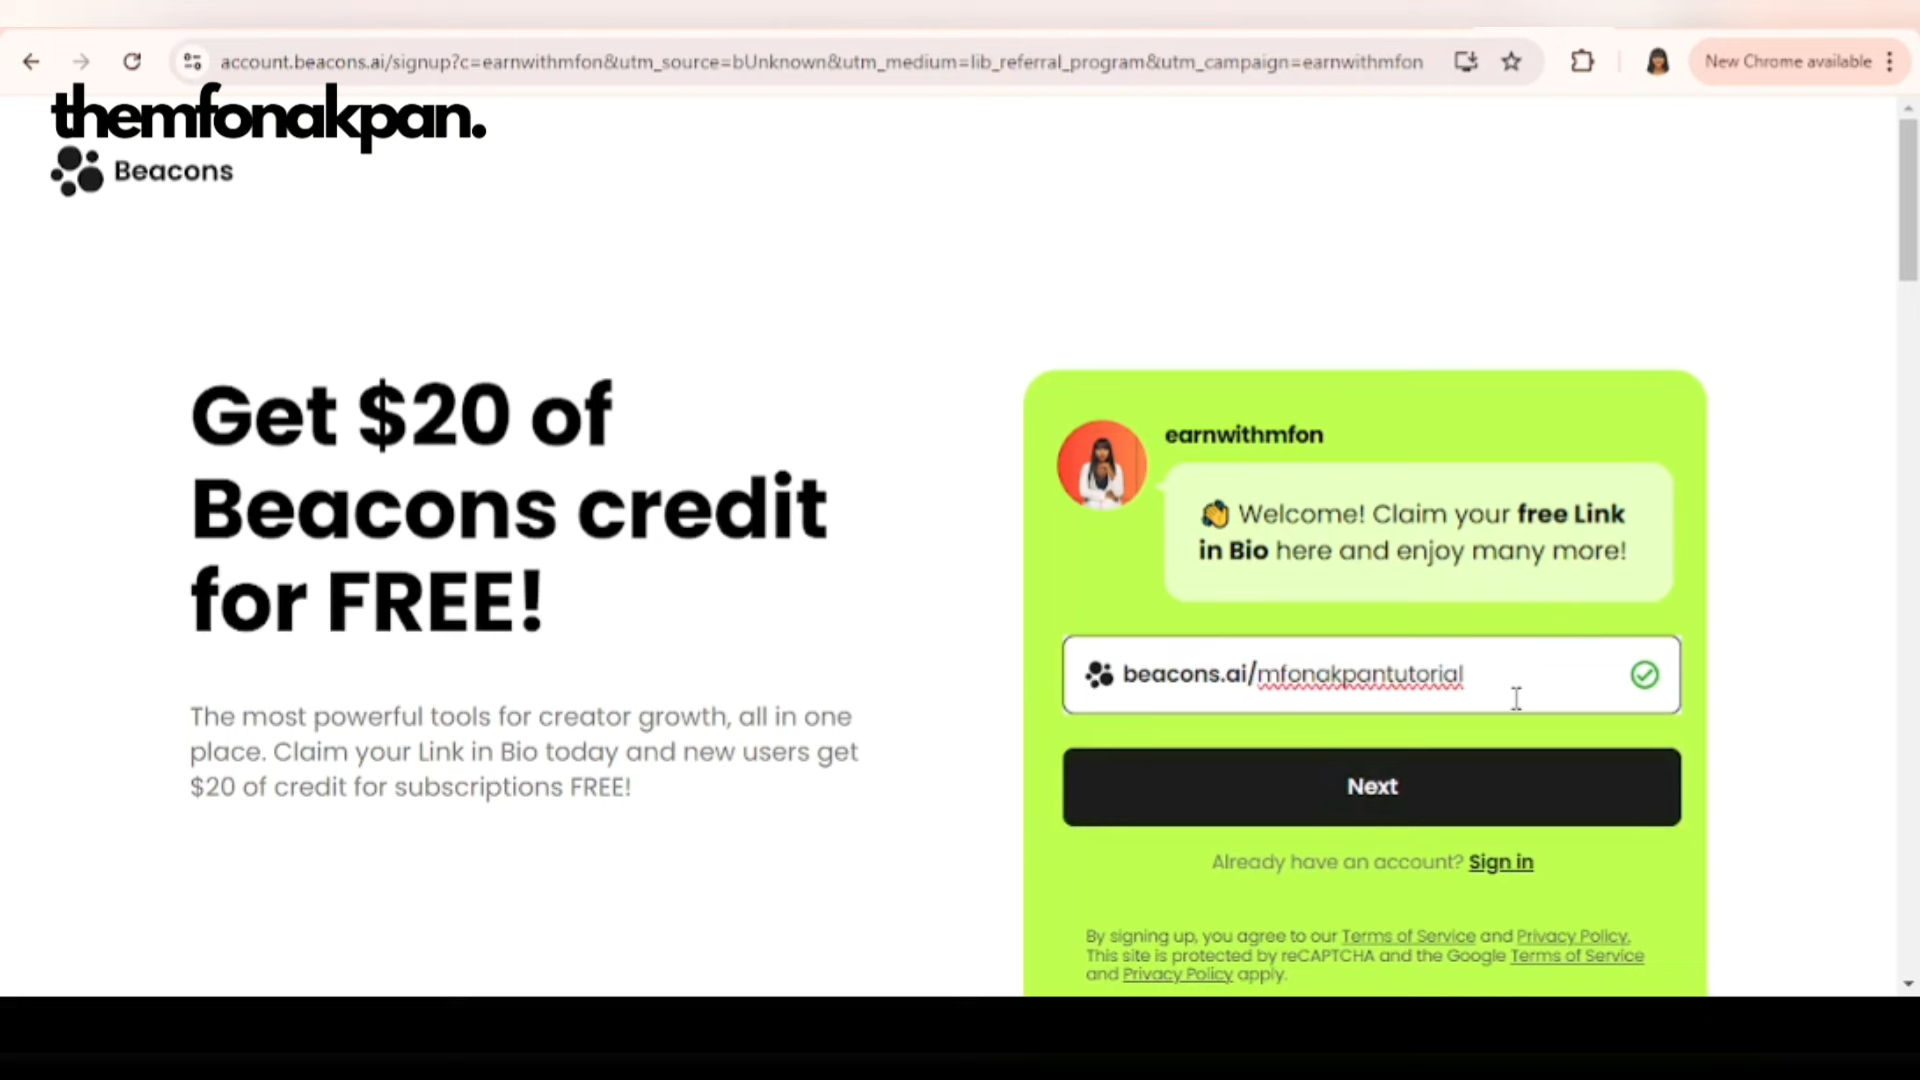 account.beacons.ai/signup?c=earnwithmfon&utm_source=bUnknown&utm_medium=lib_referral_program&utm_campaign=earnwithmfon
New Chrome available
themfonakpan.
Beacons
Get $20 of
Beacons credit
for FREE!
The most powerful tools for creator growth, all in one
place. Claim your Link in Bio today and new users get
$20 of credit for subscriptions FREE!
earnwithmfon
👏 Welcome! Claim your free Link
in Bio here and enjoy many more!
beacons.ai/mfonakpantutorial
Next
Already have an account? Sign in
By signing up, you agree to our Terms of Service and Privacy Policy.
This site is protected by reCAPTCHA and the Google Terms of Service
and Privacy Policy apply.